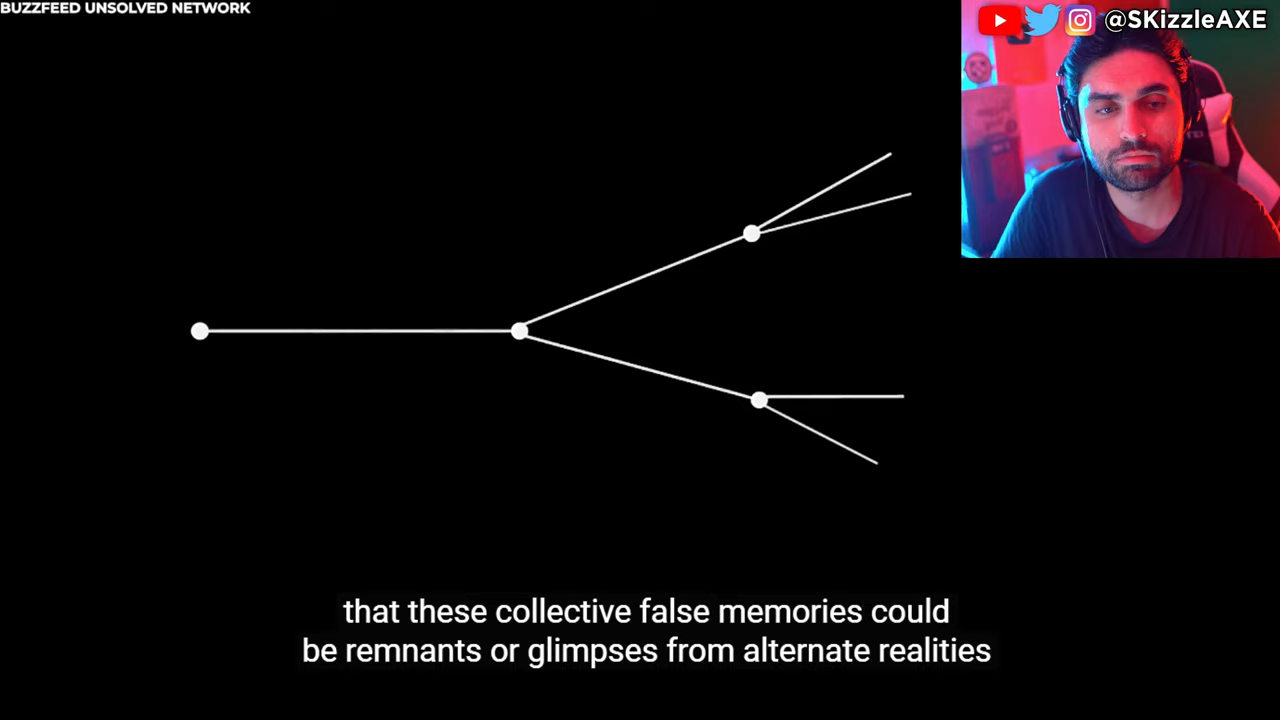 BUZZFEED UNSOLVED NETWORK
@SKizzleAXE
that these collective false memories could
be remnants or glimpses from alternate realities